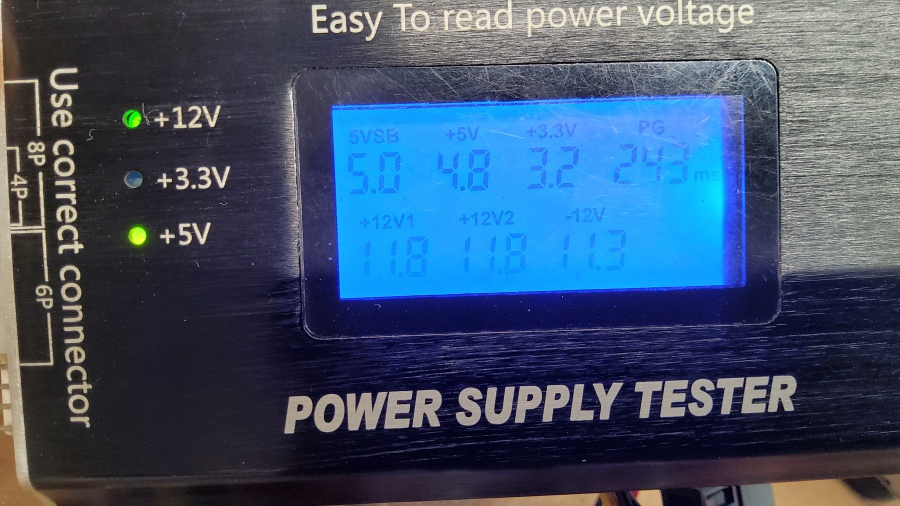 Easy To read power voltage
Use correct connector
8P
4P
6P
+12V
+3.3V
+5V
5VSB +5V +3.3V PG
5.0 4.8 3.2 243 ms
+12V1 +12V2 -12V
11.8 11.8 11.3
POWER SUPPLY TESTER